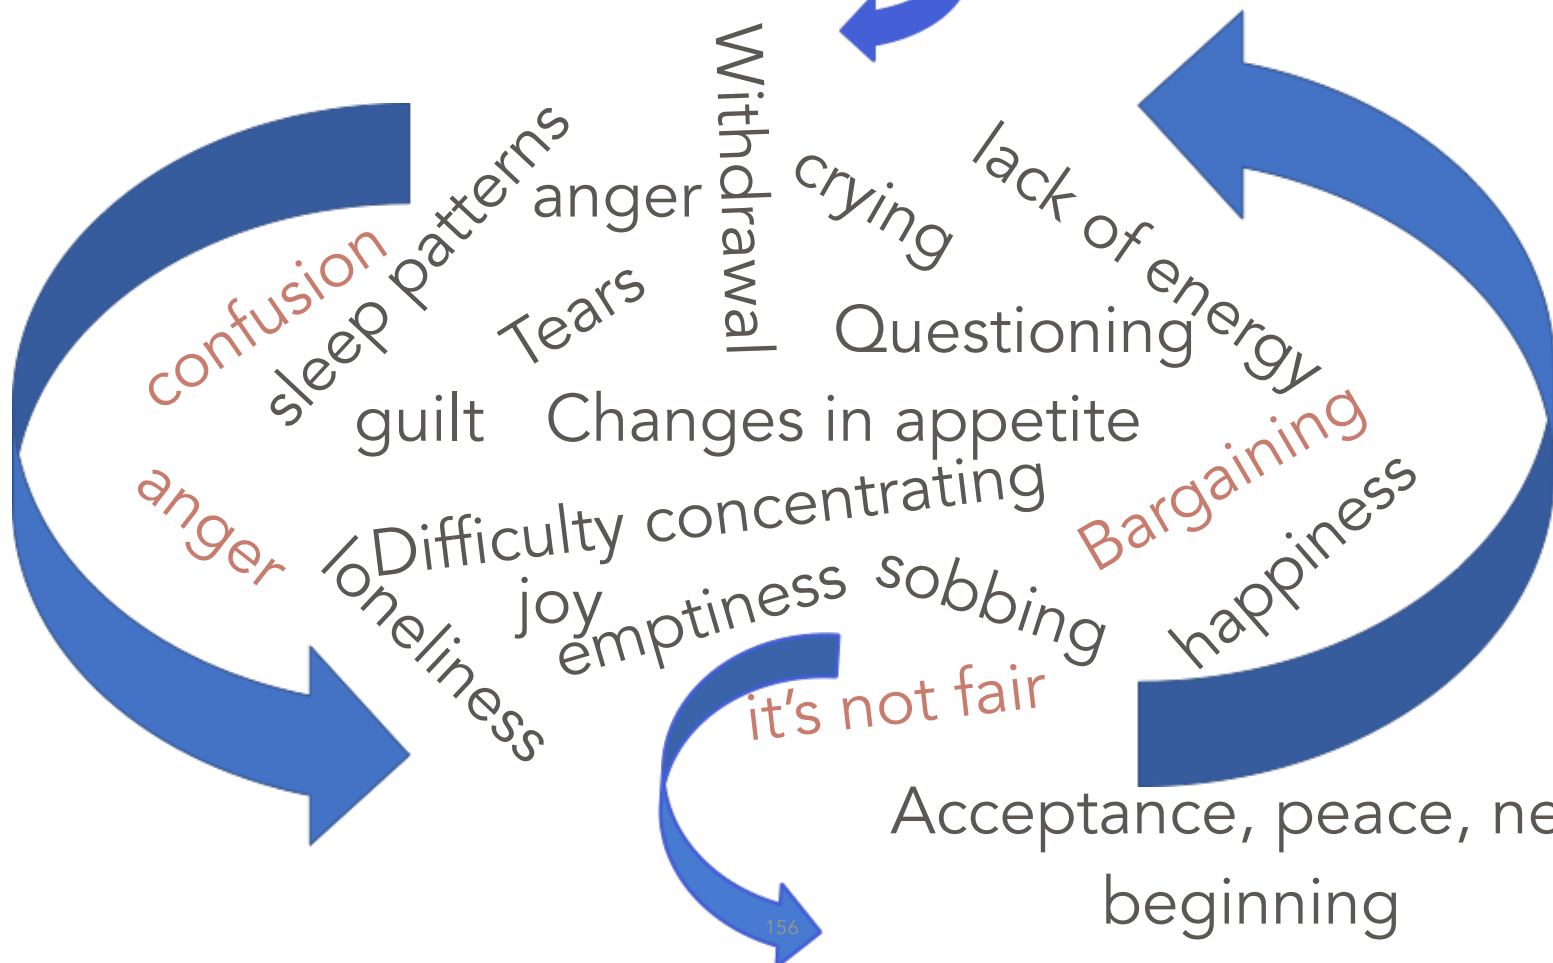 Withdrawal
sleep patterns
anger
crying
lack of energy
confusion
Tears
Questioning
guilt
Changes in appetite
Bargaining
anger
Difficulty concentrating
happiness
loneliness
joy
emptiness
sobbing
it's not fair
Acceptance, peace, ne
beginning
156